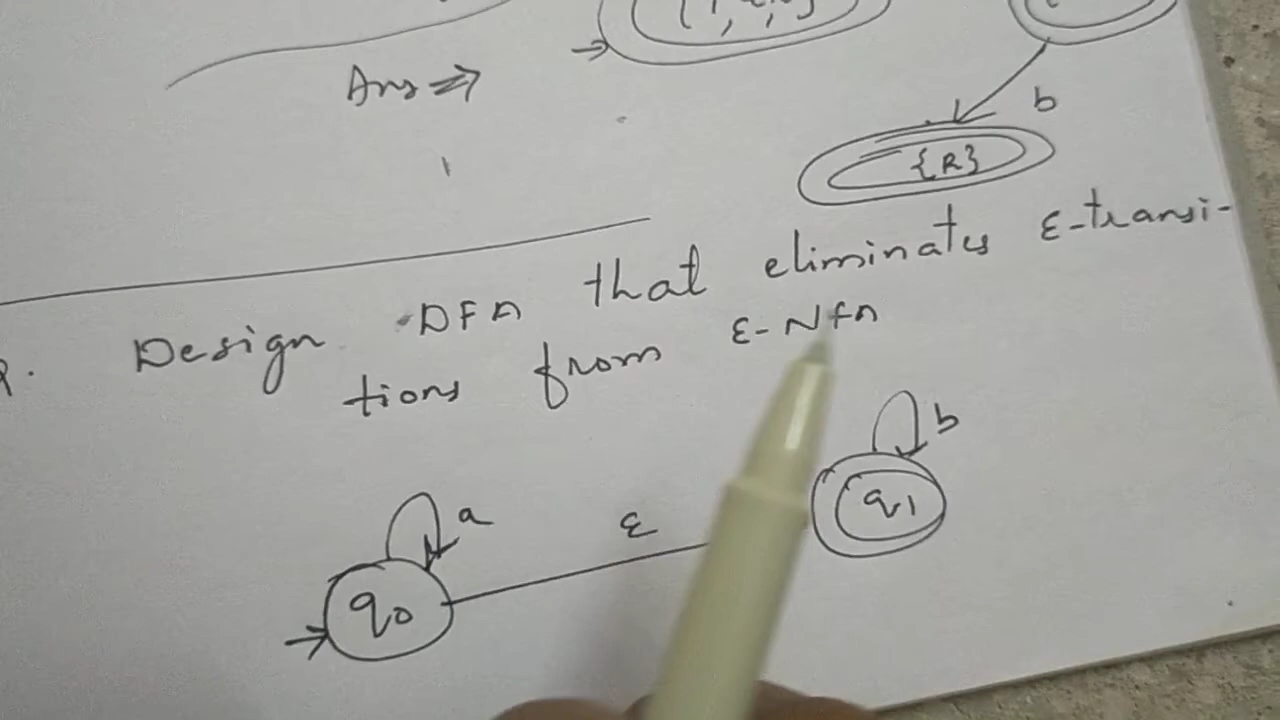 Ans ⇒
b
{R}
Design DFA that eliminates ε-transi-
tions from ε-NFA
b
a
ε
q1
q0